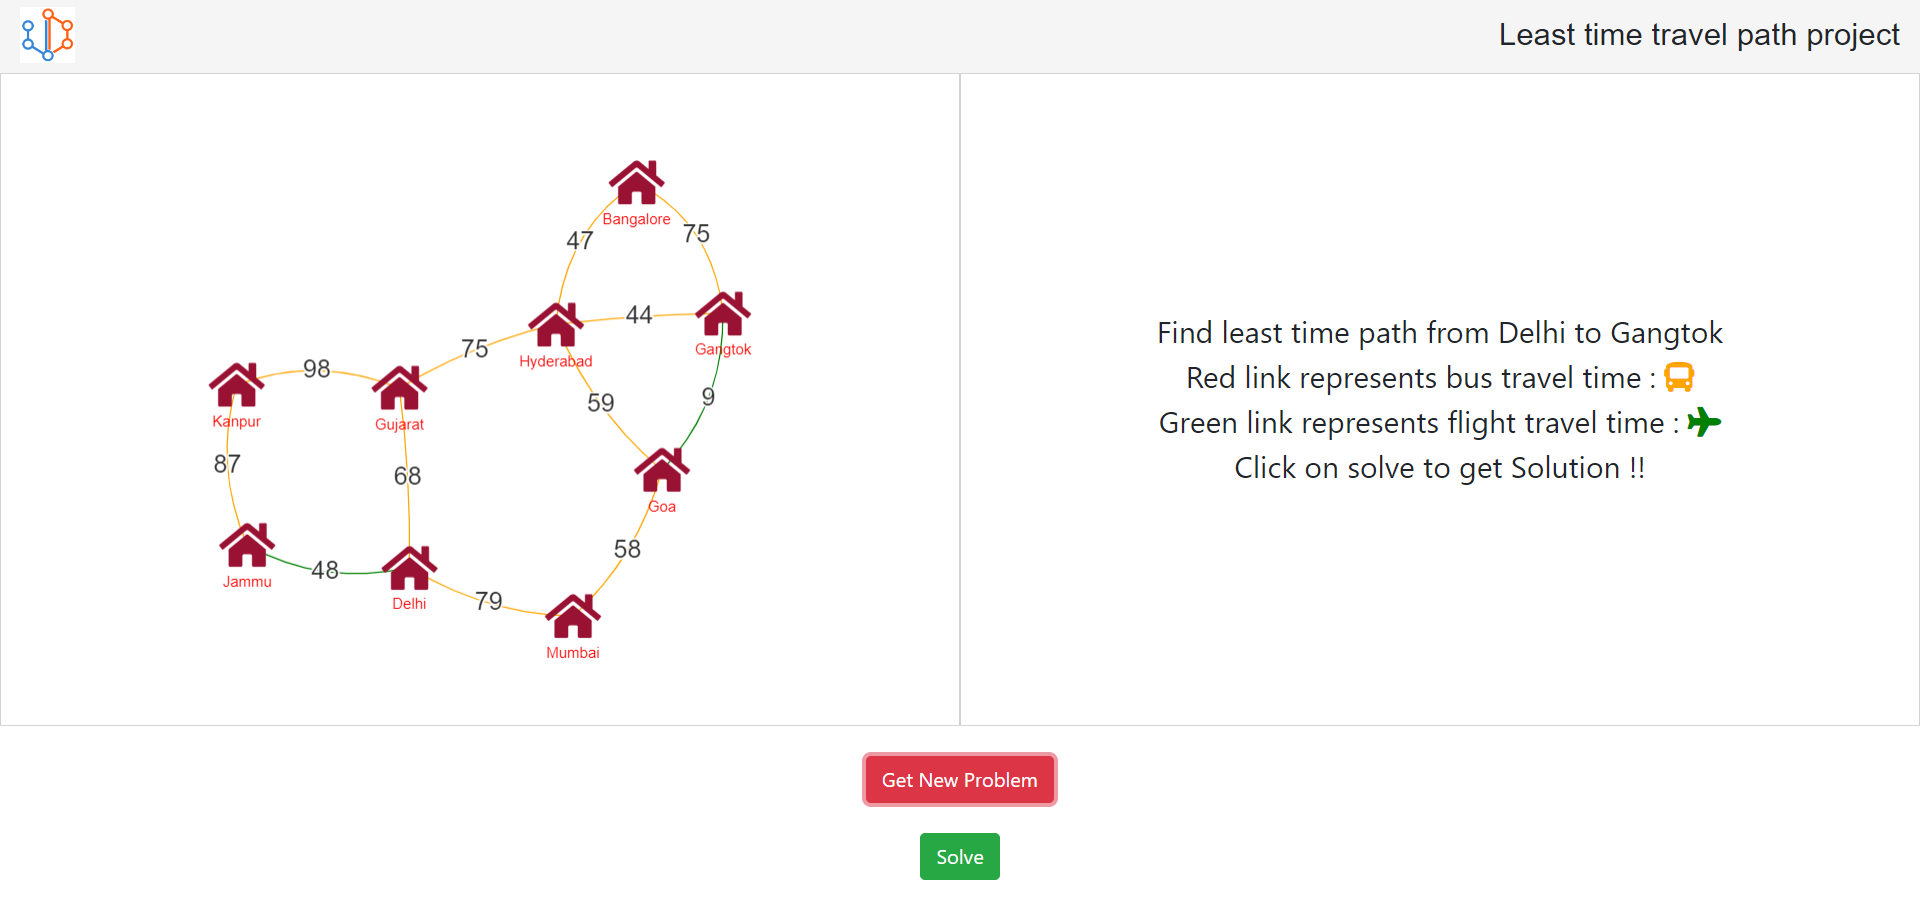 Least time travel path project
Bangalore
47
75
44
75
Hyderabad
Gangtok
98
Kanpur
Gujarat
59
9
87
68
Goa
58
Jammu
48
Delhi
79
Mumbai
Find least time path from Delhi to Gangtok
Red link represents bus travel time :
Green link represents flight travel time :
Click on solve to get Solution !!
Get New Problem
Solve